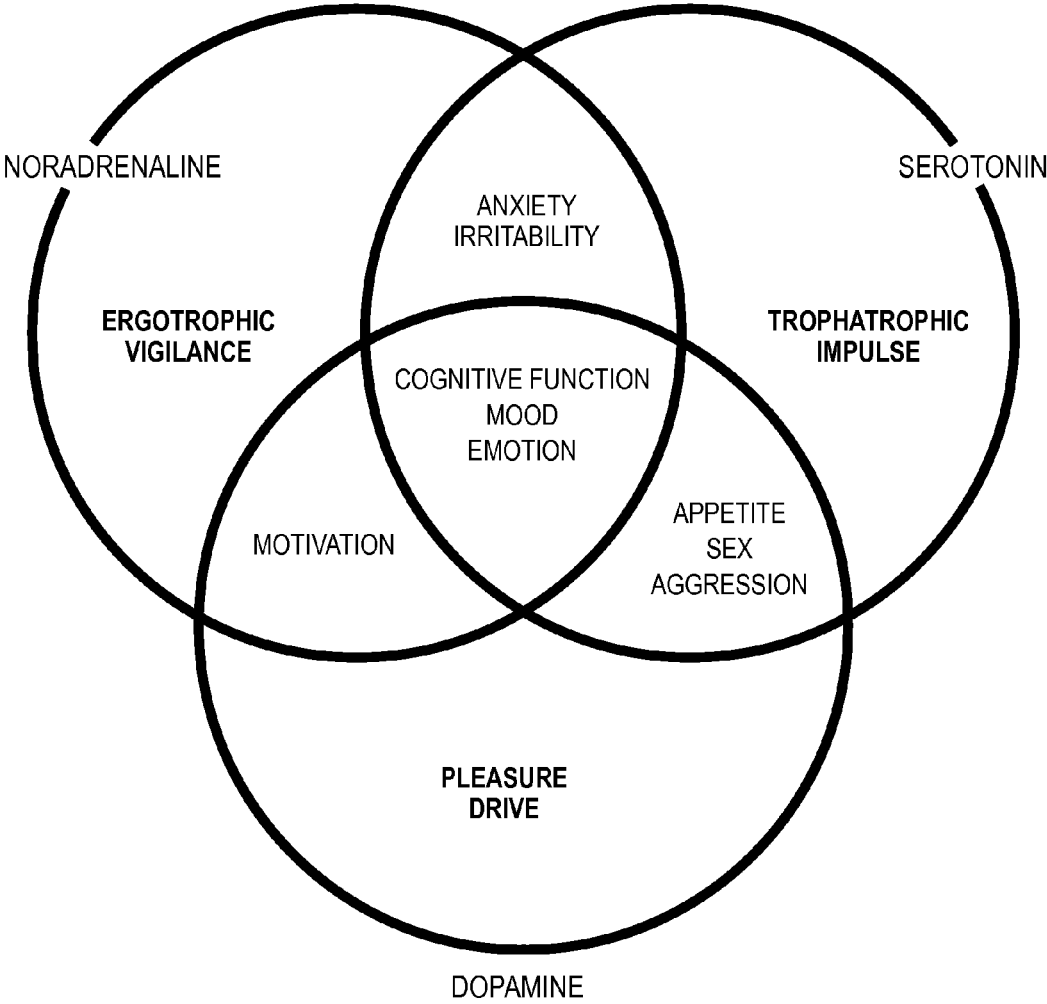 NORADRENALINE
SEROTONIN
ANXIETY
IRRITABILITY
ERGOTROPHIC
VIGILANCE
TROPHATROPHIC
IMPULSE
COGNITIVE FUNCTION
MOOD
EMOTION
MOTIVATION
APPETITE
SEX
AGGRESSION
PLEASURE
DRIVE
DOPAMINE